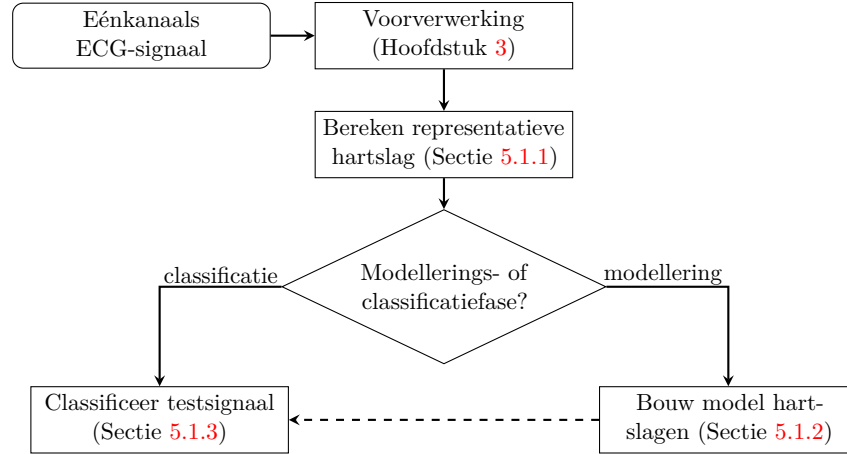 Eénkanaals
ECG-signaal
Voorverwerking
(Hoofdstuk 3)
Bereken representatieve
hartslag (Sectie 5.1.1)
Modellerings- of
classificatiefase?
classificatie
modellering
Classificeer testsignaal
(Sectie 5.1.3)
Bouw model hart-
slagen (Sectie 5.1.2)